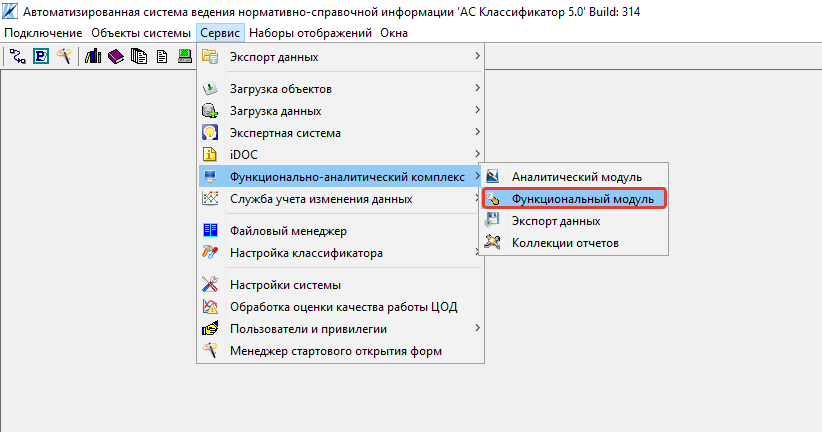 Автоматизированная система ведения нормативно-справочной информации 'АС Классификатор 5.0' Build: 314
Подключение Объекты системы Сервис Наборы отображений Окна
Экспорт данных
Загрузка объектов
Загрузка данных
Экспертная система
iDOC
Функционально-аналитический комплекс
Служба учета изменения данных
Файловый менеджер
Настройка классификатора
Настройки системы
Обработка оценки качества работы ЦОД
Пользователи и привилегии
Менеджер стартового открытия форм
Аналитический модуль
Функциональный модуль
Экспорт данных
Коллекции отчетов